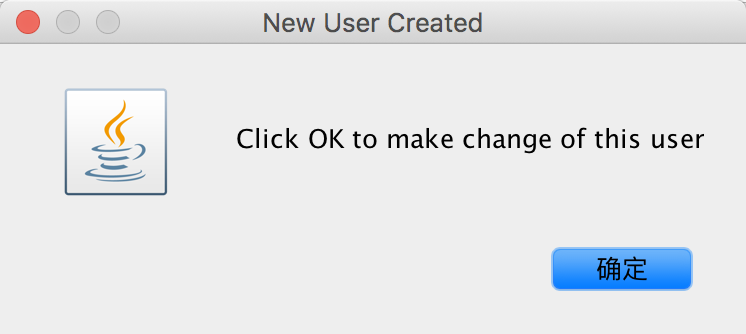 New User Created
Click OK to make change of this user
确定